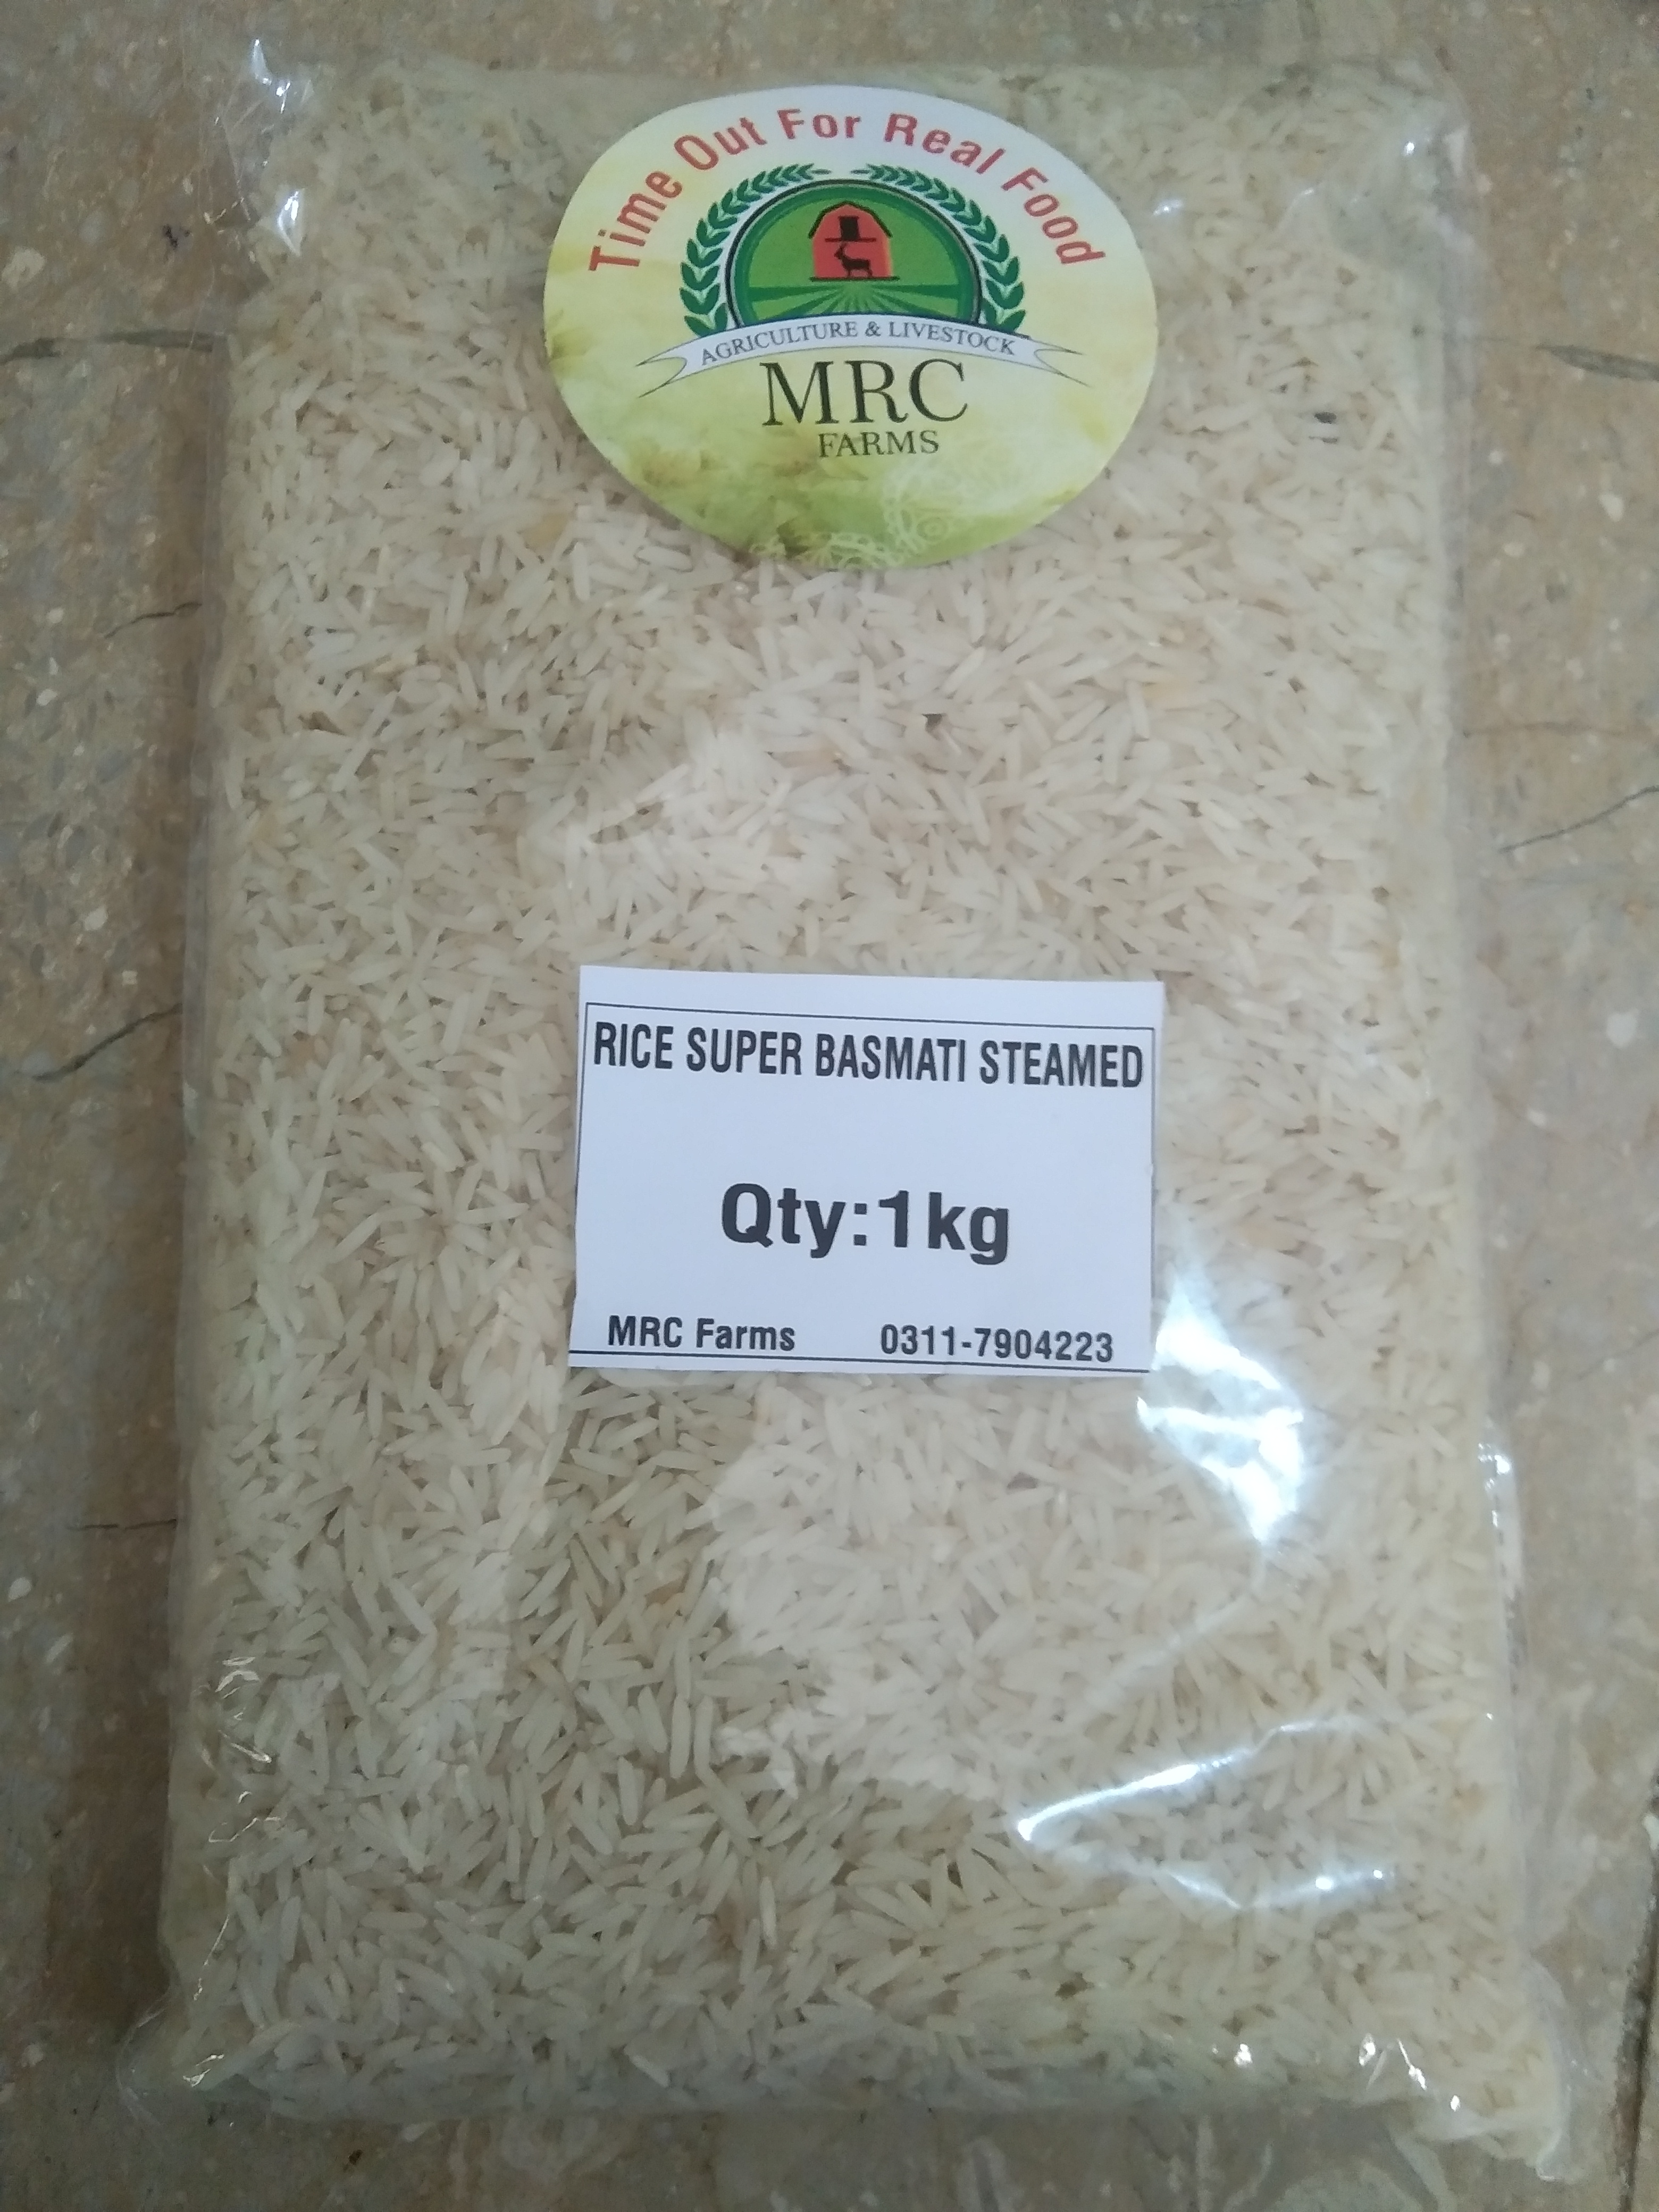 Time Out For Real Food
AGRICULTURE & LIVESTOCK
MRC
FARMS
RICE SUPER BASMATI STEAMED
Qty:1kg
MRC Farms 0311-7904223